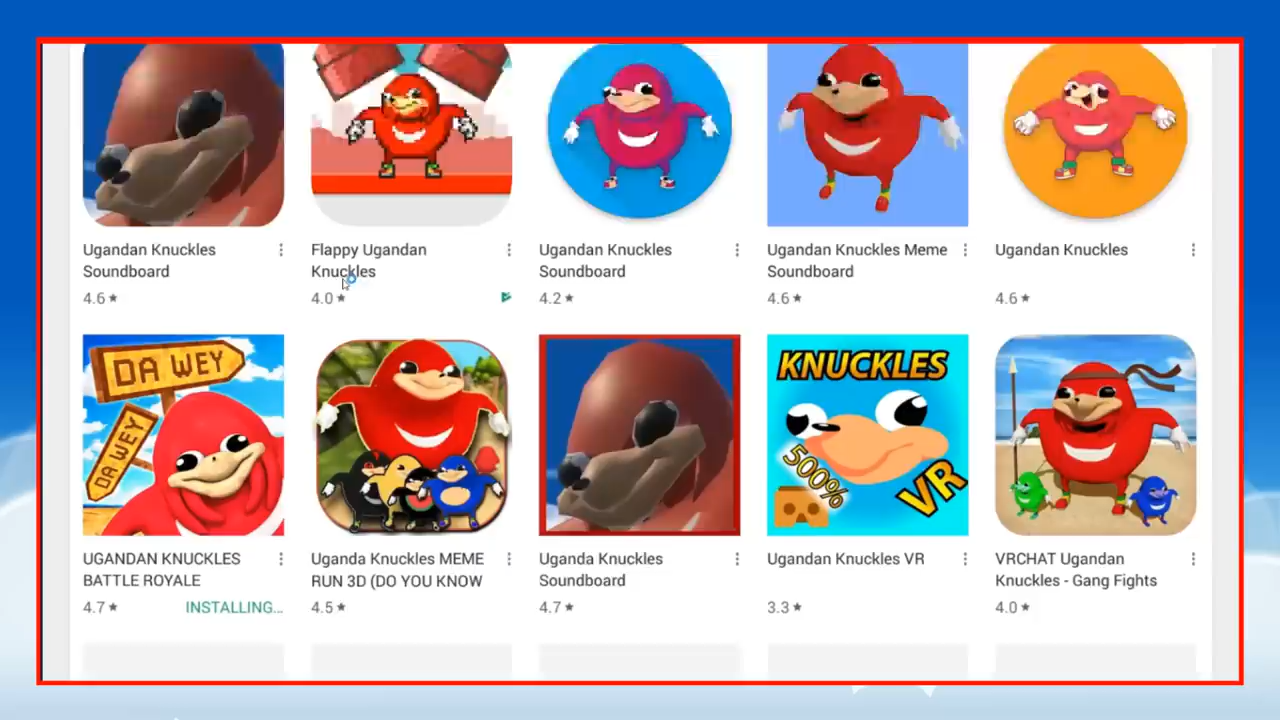 Ugandan Knuckles
Soundboard
4.6
Flappy Ugandan
Knuckles
4.0
Ugandan Knuckles
Soundboard
4.2
Ugandan Knuckles Meme
Soundboard
4.6
Ugandan Knuckles
4.6
DA WEY
DA WEY
UGANDAN KNUCKLES
BATTLE ROYALE
4.7 INSTALLING...
Uganda Knuckles MEME
RUN 3D (DO YOU KNOW
4.5
Uganda Knuckles
Soundboard
4.7
KNUCKLES
500%
VR
Ugandan Knuckles VR
3.3
VRCHAT Ugandan
Knuckles - Gang Fights
4.0